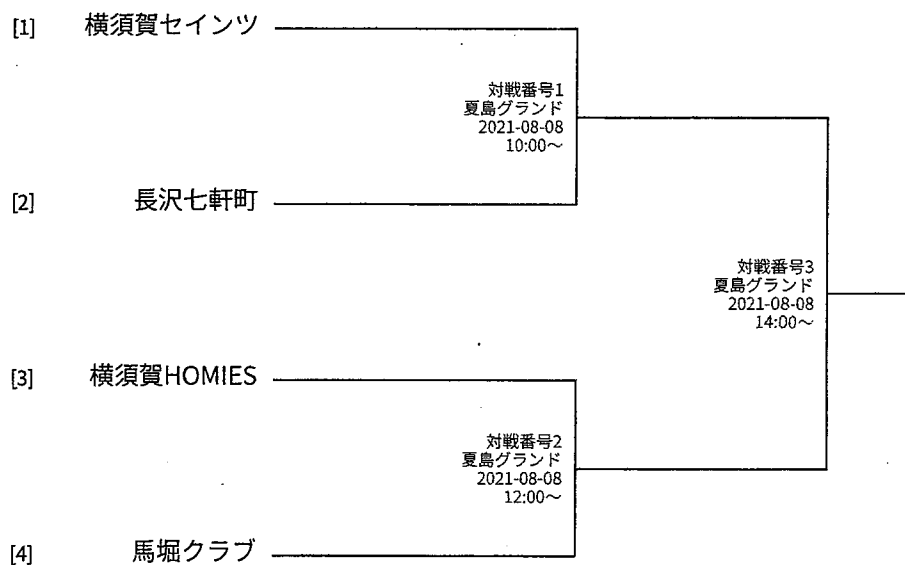 [1] 横須賀セインツ
対戦番号1
夏島グランド
2021-08-08
10:00～
[2] 長沢七軒町
対戦番号3
夏島グランド
2021-08-08
14:00～
[3] 横須賀HOMIES
対戦番号2
夏島グランド
2021-08-08
12:00～
[4] 馬堀クラブ